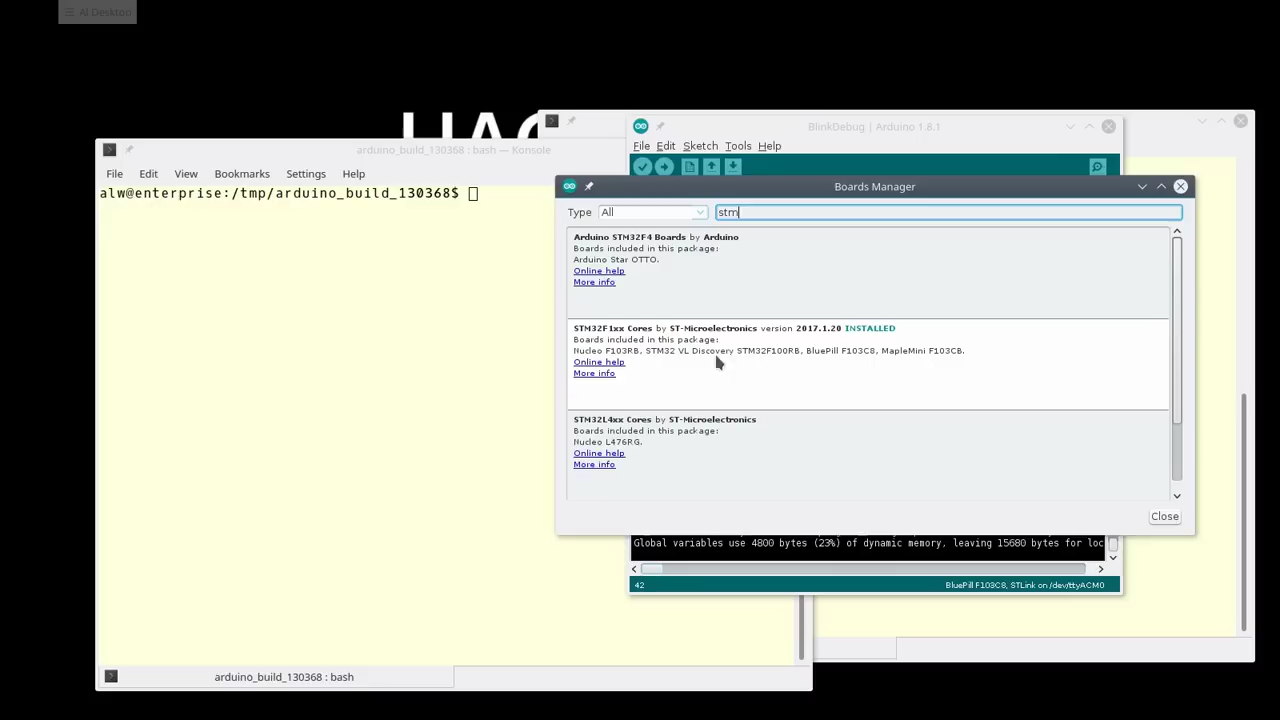 Al Desktop
HAC
BlinkDebug | Arduino 1.8.1
File Edit Sketch Tools Help
arduino_build_130368 : bash — Konsole
File Edit View Bookmarks Settings Help
alw@enterprise:/tmp/arduino_build_130368$
Boards Manager
Type All stm
Arduino STM32F4 Boards by Arduino
Boards included in this package:
Arduino Star OTTO.
Online help
More info
STM32F1xx Cores by ST-Microelectronics version 2017.1.20 INSTALLED
Boards included in this package:
Nucleo F103RB, STM32 VL Discovery STM32F100RB, BluePill F103C8, MapleMini F103CB.
Online help
More info
STM32L4xx Cores by ST-Microelectronics
Boards included in this package:
Nucleo L476RG.
Online help
More info
Close
Global variables use 4800 bytes (23%) of dynamic memory, leaving 15680 bytes for loc
42 BluePill F103C8, STLink on /dev/ttyACM0
arduino_build_130368 : bash